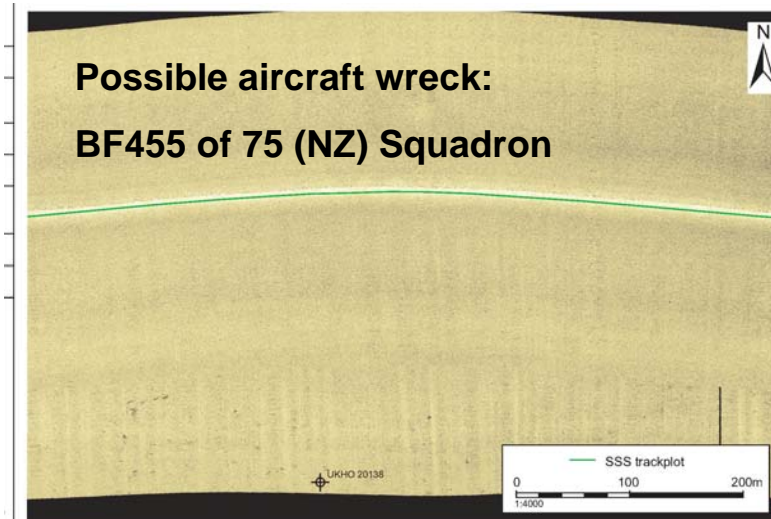 Possible aircraft wreck:
BF455 of 75 (NZ) Squadron
N
UKHO 20138
SSS trackplot
0 100 200m
1:4000